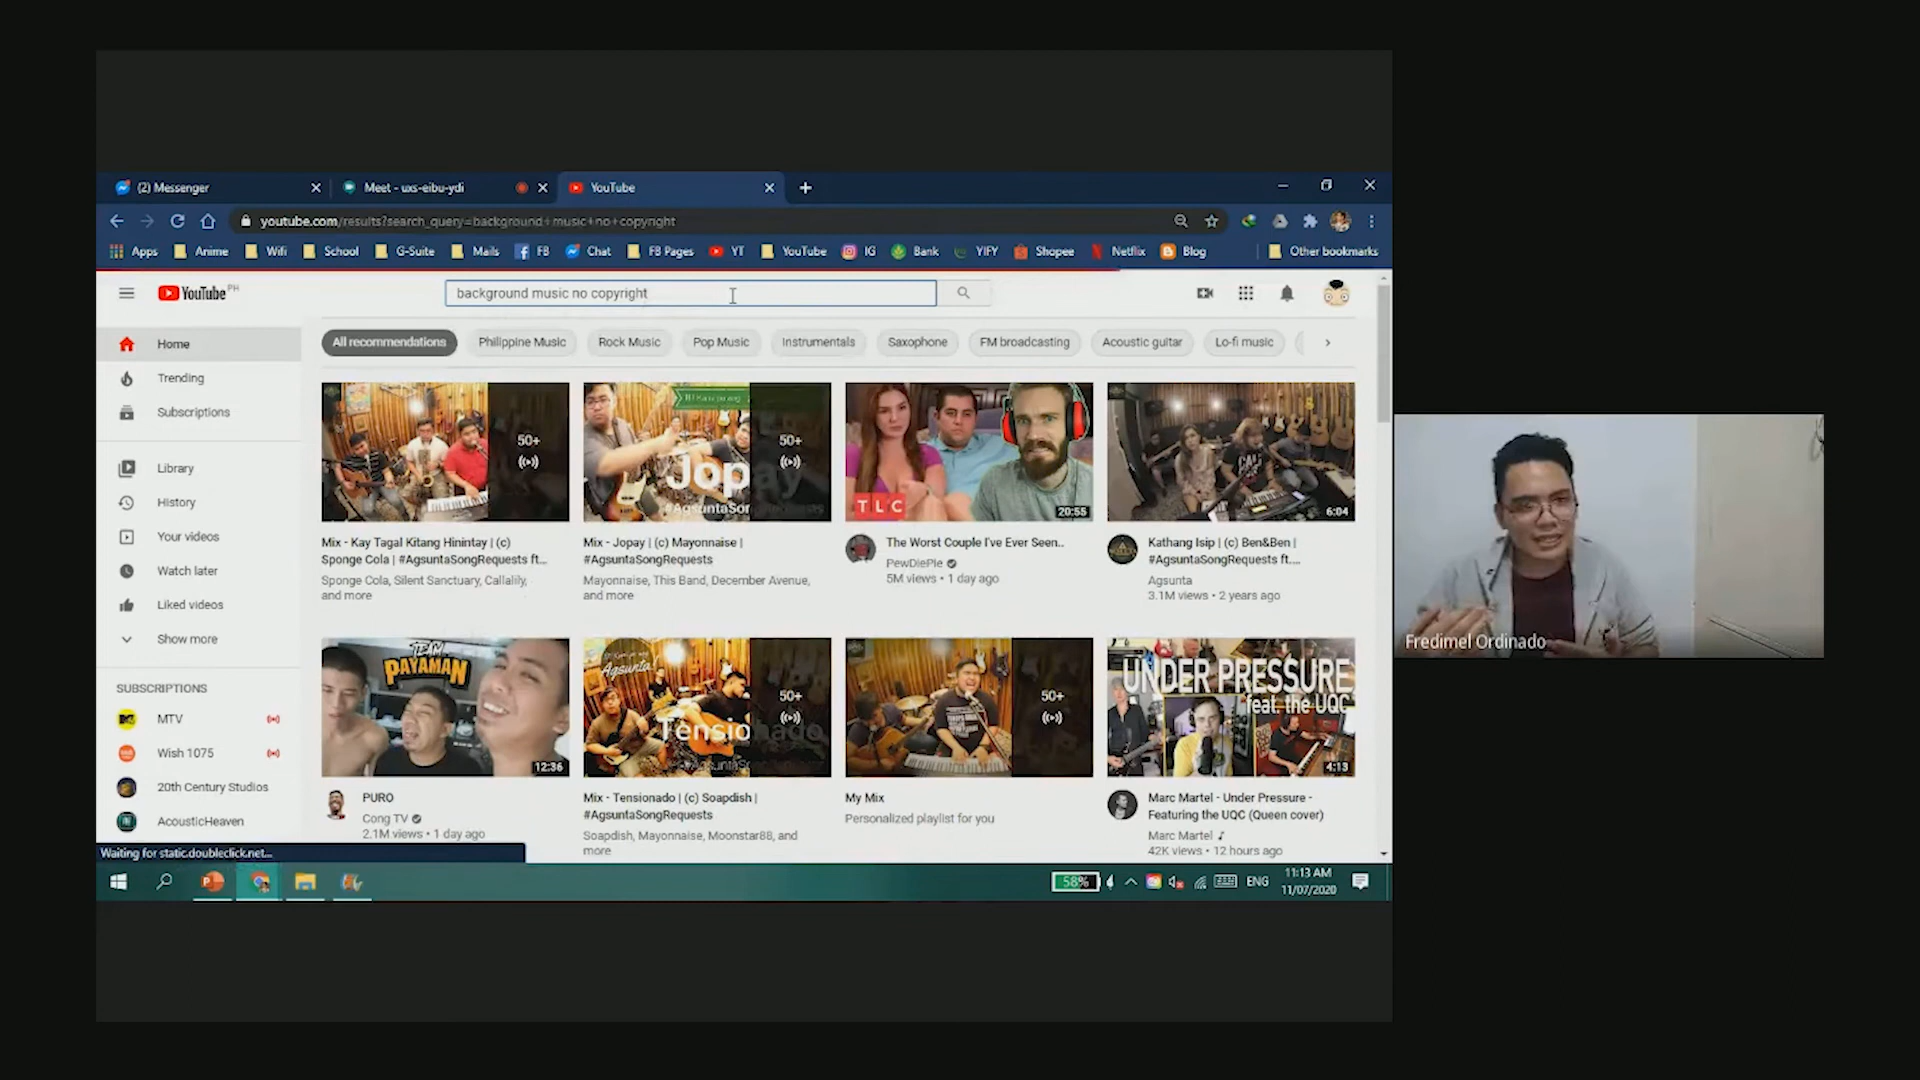 (2) Messenger
Meet - uxs-eibu-ydi
YouTube
youtube.com/results?search_query=background+music+no+copyright
Apps
Anime
Wifi
School
G-Suite
Mails
FB
Chat
FB Pages
YT
YouTube
IG
Bank
YIFY
Shopee
Netflix
Blog
Other bookmarks
YouTube PH
background music no copyright
Home
Trending
Subscriptions
Library
History
Your videos
Watch later
Liked videos
Show more
SUBSCRIPTIONS
MTV
Wish 1075
20th Century Studios
AcousticHeaven
All recommendations
Philippine Music
Rock Music
Pop Music
Instrumentals
Saxophone
FM broadcasting
Acoustic guitar
Lo-fi music
50+
Jopay
#AgsuntaSongRequests
50+
TLC
20:55
6:04
Mix - Kay Tagal Kitang Hinintay | (c)
Sponge Cola | #AgsuntaSongRequests ft...
Sponge Cola, Silent Sanctuary, Callalily,
and more
Mix - Jopay | (c) Mayonnaise |
#AgsuntaSongRequests
Mayonnaise, This Band, December Avenue,
and more
The Worst Couple I've Ever Seen..
PewDiePie
5M views • 1 day ago
Kathang Isip | (c) Ben&Ben |
#AgsuntaSongRequests ft....
Agsunta
3.1M views • 2 years ago
TEAM
PAYAMAN
12:36
Agsunta
Tensionado
50+
50+
UNDER PRESSURE
feat. the UQC
4:13
PURO
Cong TV
2.1M views • 1 day ago
Mix - Tensionado | (c) Soapdish |
#AgsuntaSongRequests
Soapdish, Mayonnaise, Moonstar88, and
more
My Mix
Personalized playlist for you
Marc Martel - Under Pressure -
Featuring the UQC (Queen cover)
Marc Martel
42K views • 12 hours ago
Waiting for static.doubleclick.net...
58%
ENG
11:13 AM
11/07/2020
Fredimel Ordinado